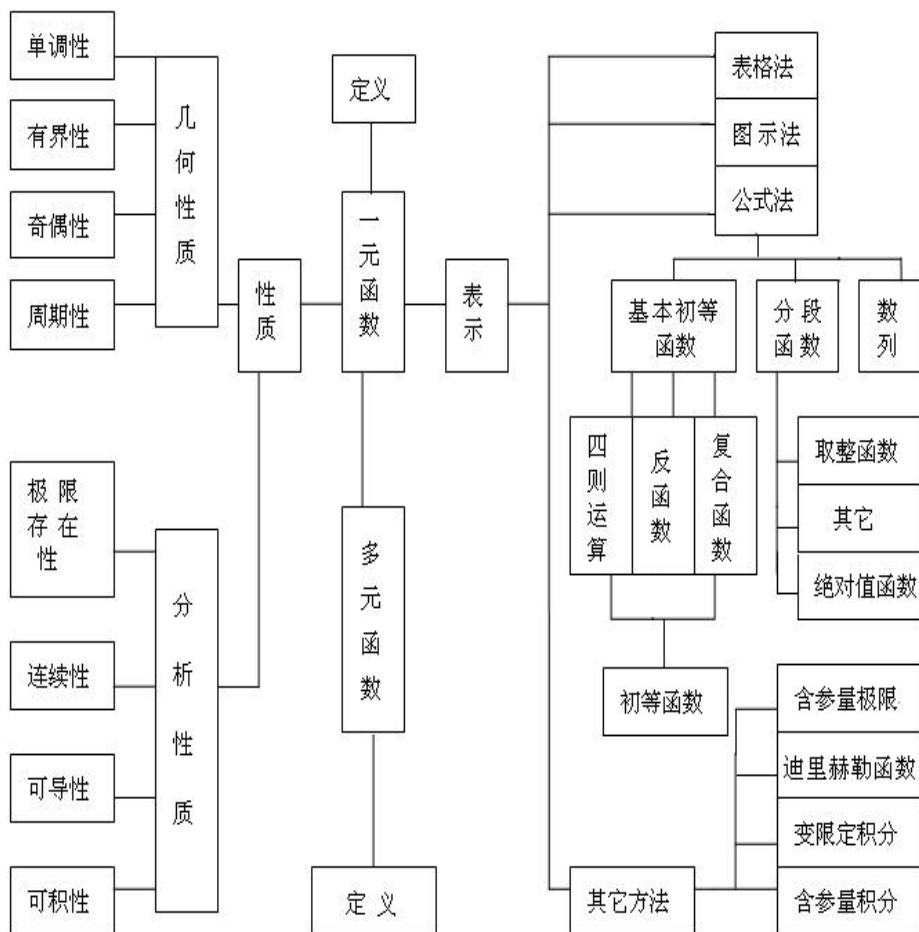 单调性
有界性
奇偶性
周期性
几何性质
性质
定义
一元函数
表示
表格法
图示法
公式法
基本初等
函数
分段
函数
数列
四则运算
反函数
复合函数
取整函数
其它
绝对值函数
初等函数
极限
存在
性
连续性
可导性
可积性
分析性质
多元函数
定义
其它方法
含参量极限
迪里赫勒函数
变限定积分
含参量积分